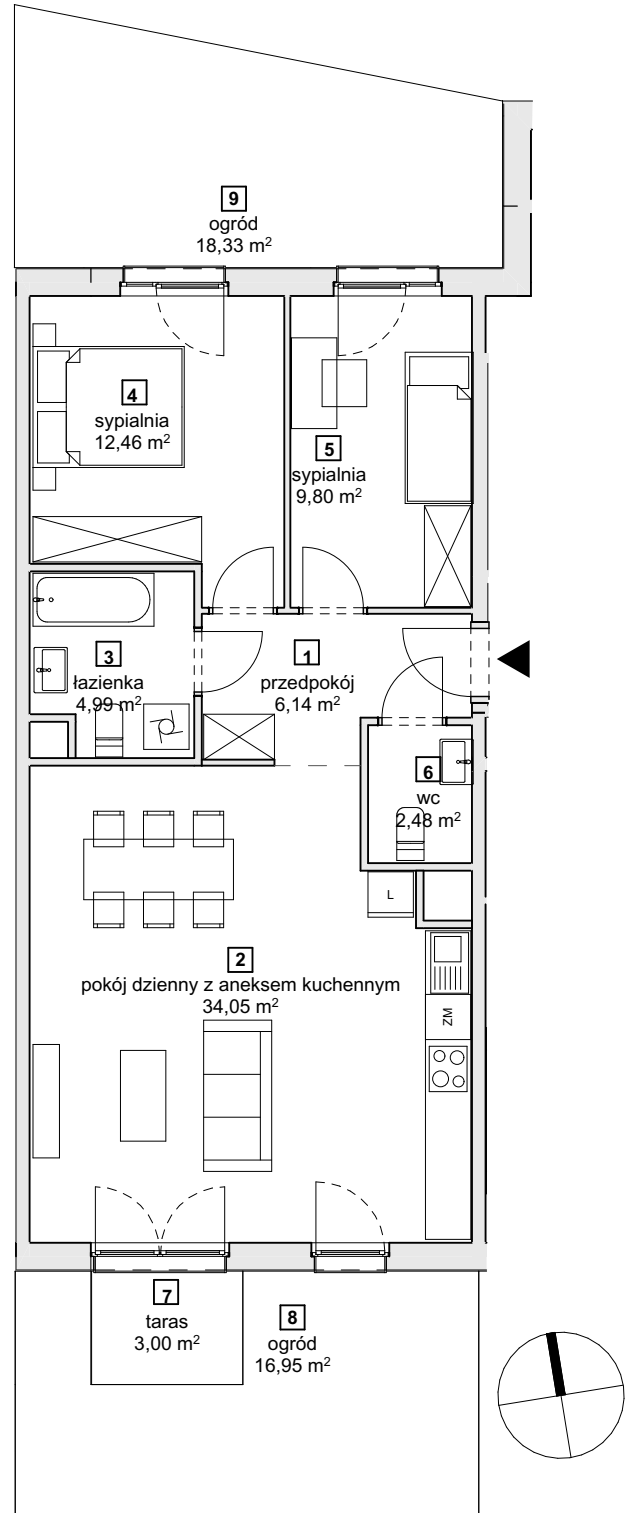 9
ogród
18,33 m²
4
sypialnia
12,46 m²
5
sypialnia
9,80 m²
3
łazienka
4,99 m²
1
przedpokój
6,14 m²
6
wc
2,48 m²
L
2
pokój dzienny z aneksem kuchennym
34,05 m²
ZM
7
taras
3,00 m²
8
ogród
16,95 m²